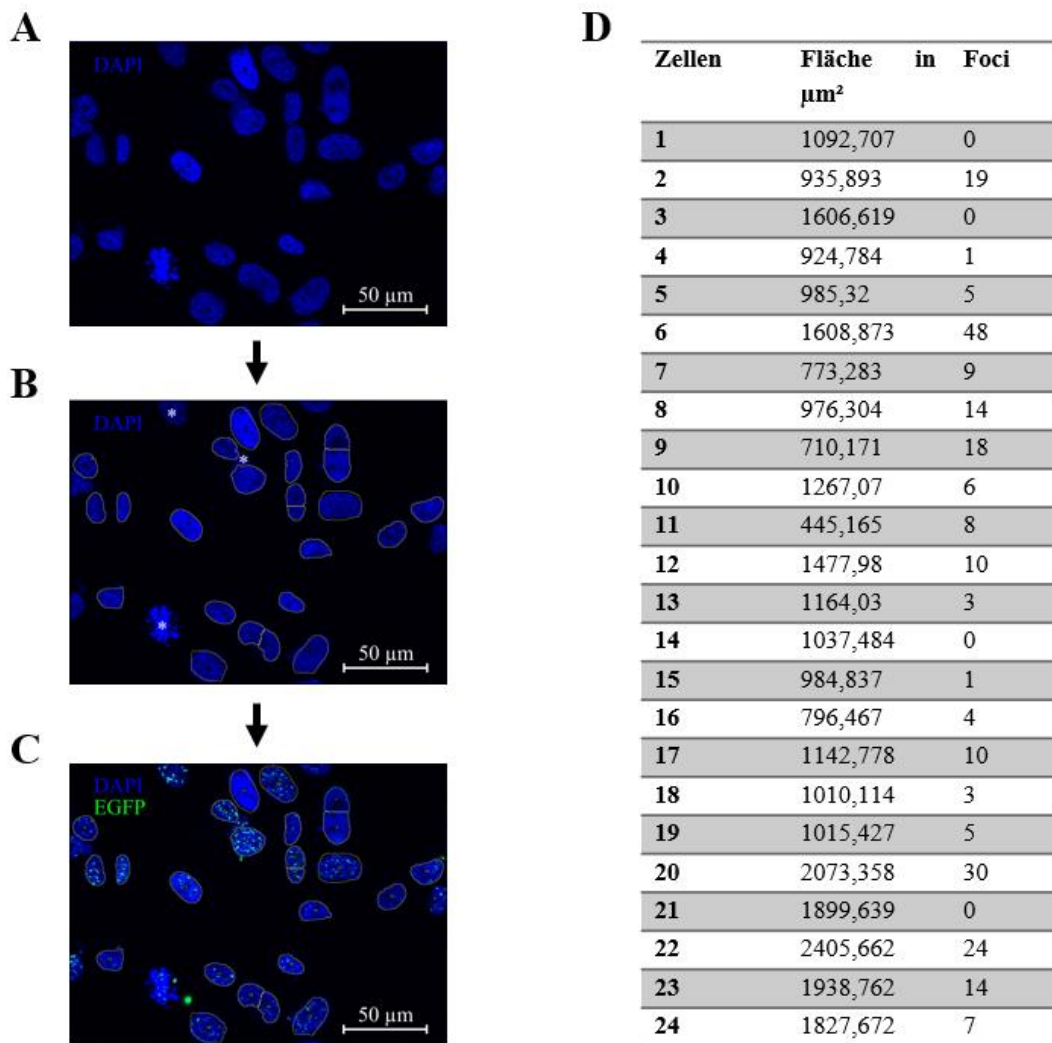 A
DAPI
50 µm
B
DAPI
*
*
*
50 µm
C
DAPI
EGFP
50 µm
D
Zellen Fläche in Foci
µm²
1 1092,707 0
2 935,893 19
3 1606,619 0
4 924,784 1
5 985,32 5
6 1608,873 48
7 773,283 9
8 976,304 14
9 710,171 18
10 1267,07 6
11 445,165 8
12 1477,98 10
13 1164,03 3
14 1037,484 0
15 984,837 1
16 796,467 4
17 1142,778 10
18 1010,114 3
19 1015,427 5
20 2073,358 30
21 1899,639 0
22 2405,662 24
23 1938,762 14
24 1827,672 7